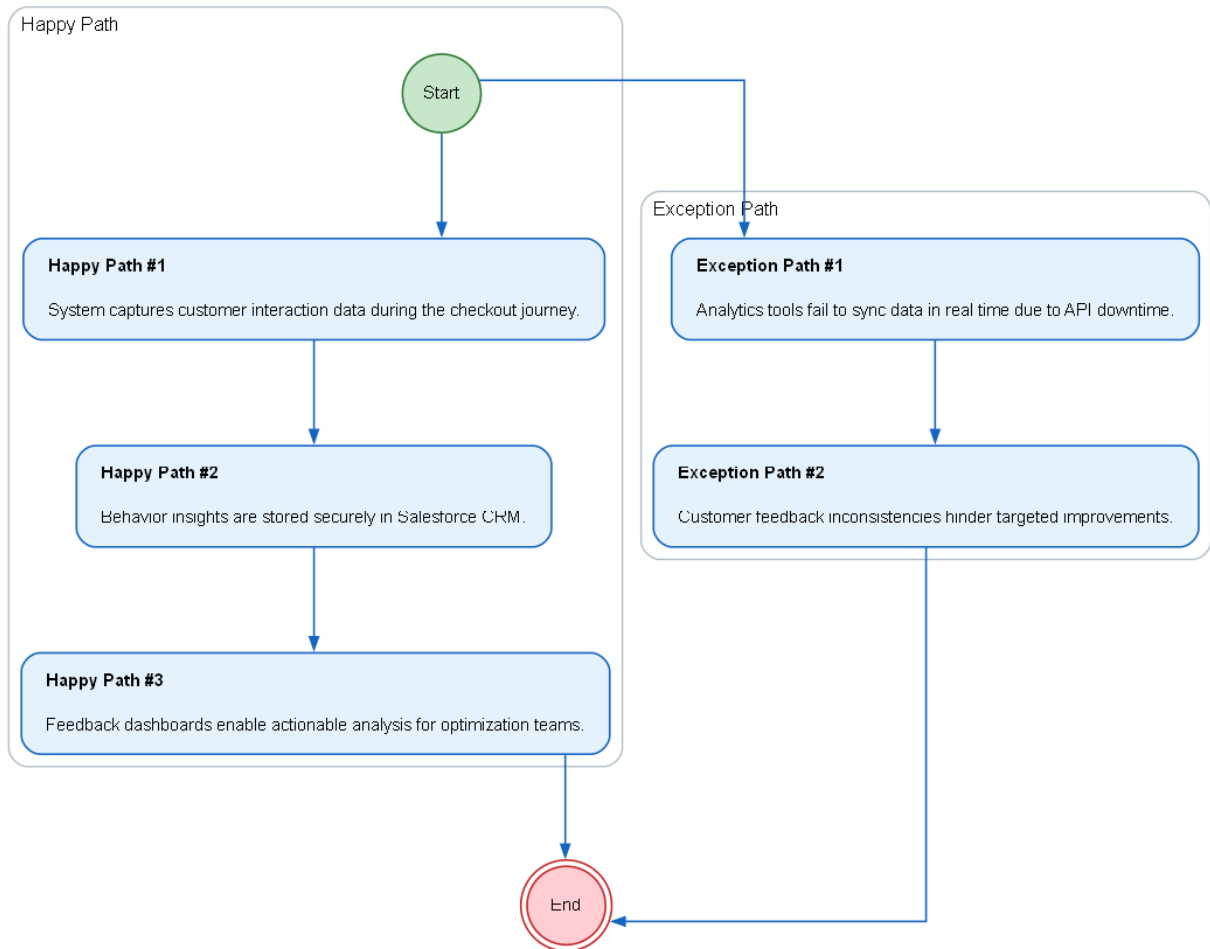 Happy Path
Start
Exception Path
Happy Path #1
System captures customer interaction data during the checkout journey.
Exception Path #1
Analytics tools fail to sync data in real time due to API downtime.
Happy Path #2
Behavior insights are stored securely in Salesforce CRM.
Exception Path #2
Customer feedback inconsistencies hinder targeted improvements.
Happy Path #3
Feedback dashboards enable actionable analysis for optimization teams.
End